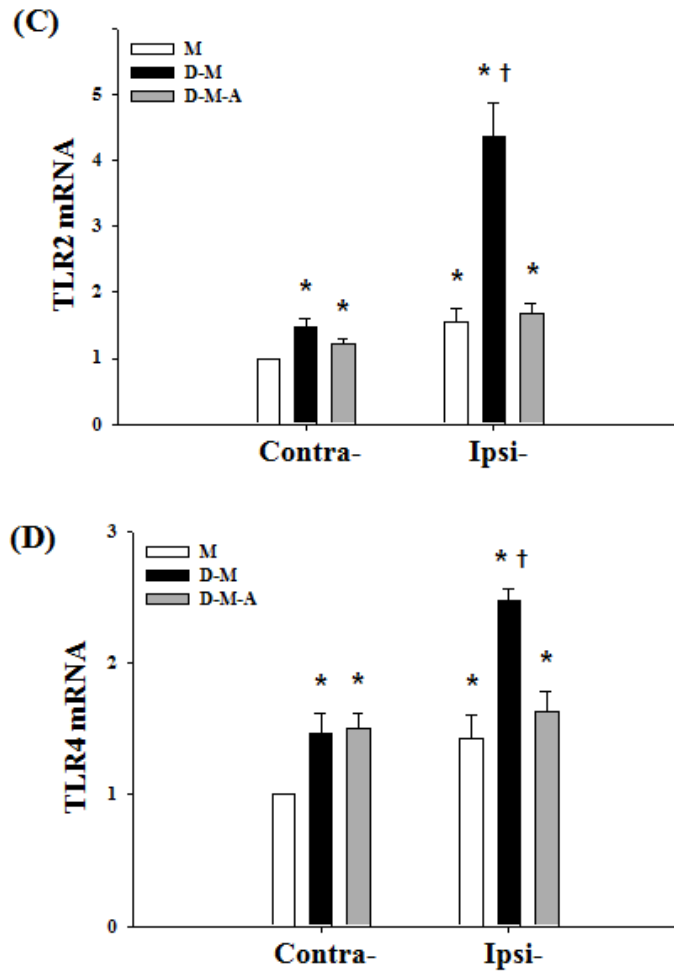 (C)
M
D-M
D-M-A
* †
5
4
TLR2 mRNA
3
2
* * * *
1
0
Contra- Ipsi-
(D)
3
M
D-M
D-M-A
* †
TLR4 mRNA
2
* * * *
1
0
Contra- Ipsi-